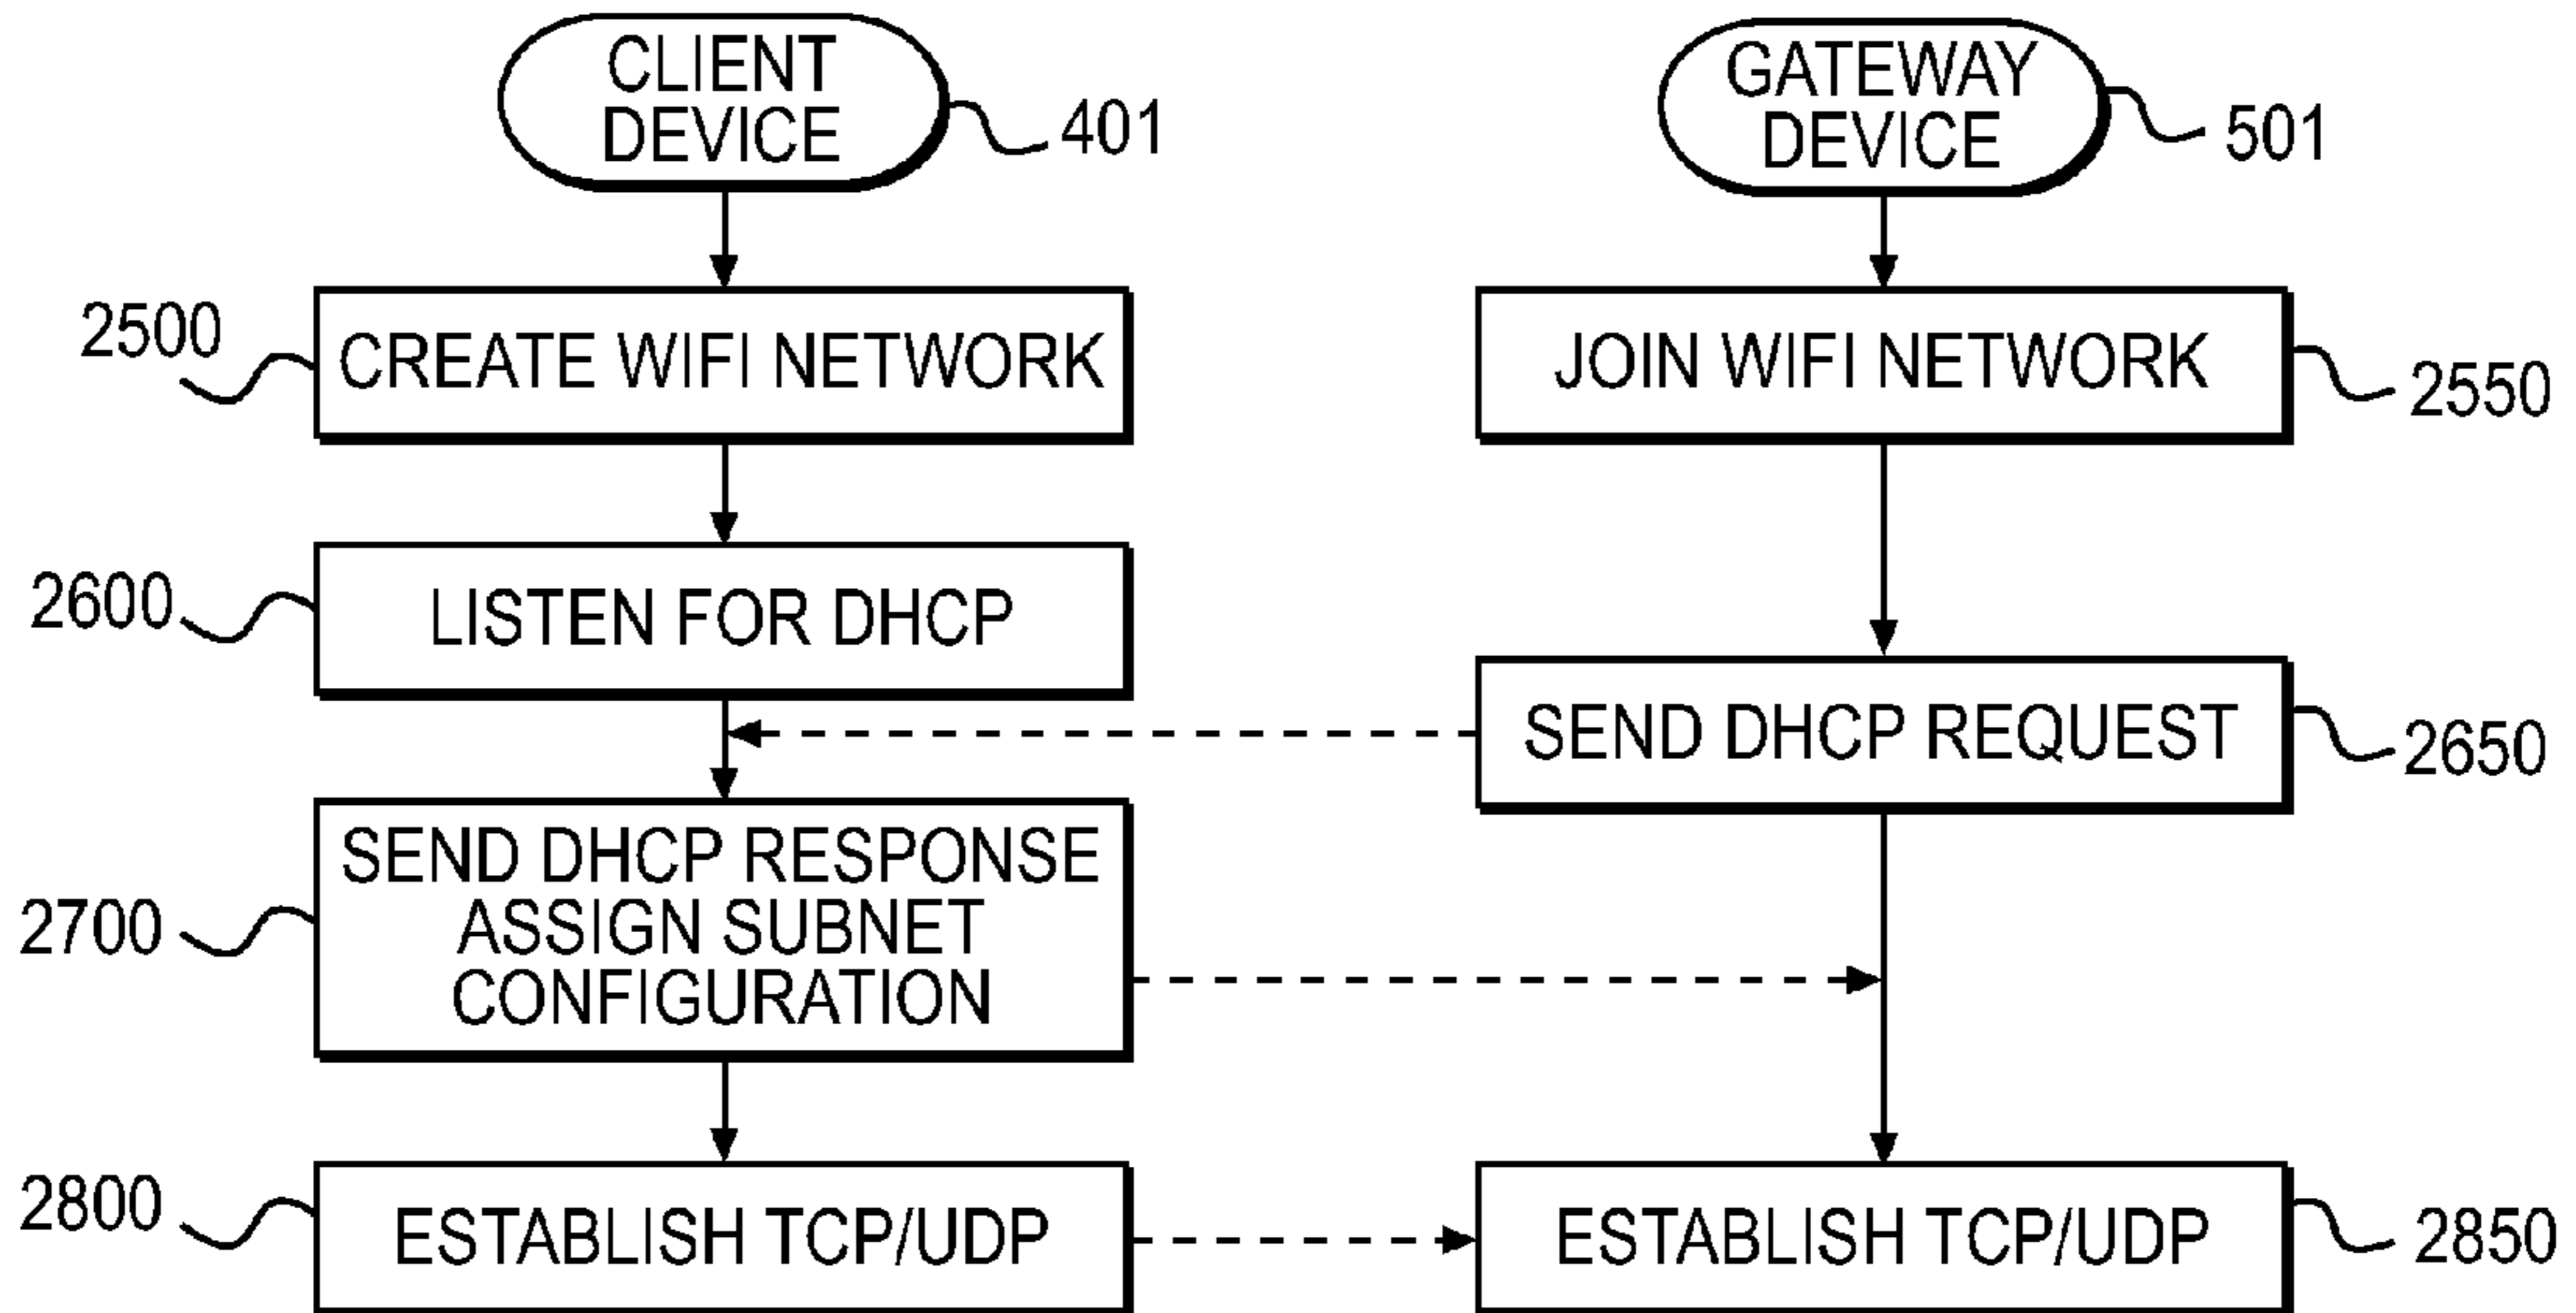 CLIENT
DEVICE
401
GATEWAY
DEVICE
501
2500
CREATE WIFI NETWORK
JOIN WIFI NETWORK
2550
2600
LISTEN FOR DHCP
SEND DHCP REQUEST
2650
2700
SEND DHCP RESPONSE
ASSIGN SUBNET
CONFIGURATION
2800
ESTABLISH TCP/UDP
ESTABLISH TCP/UDP
2850